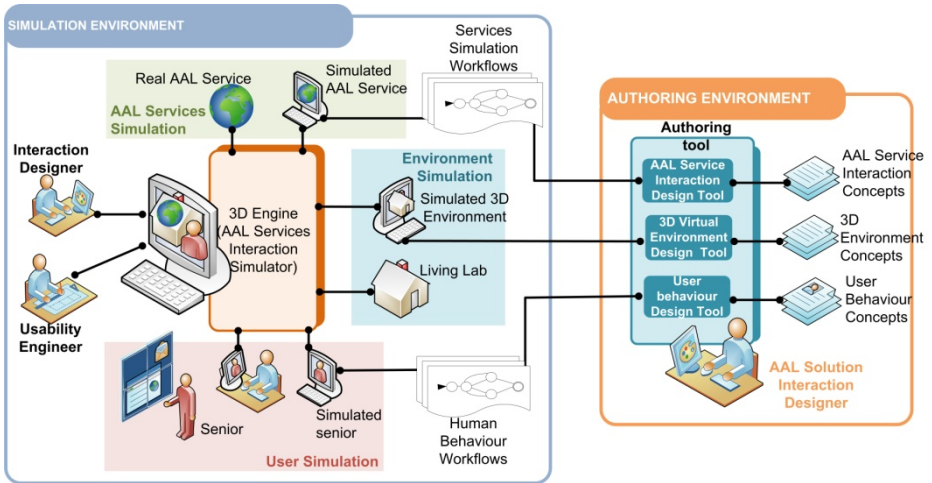 SIMULATION ENVIRONMENT
Services
Simulation
Workflows
Real AAL Service
Simulated
AAL Service
AAL Services
Simulation
AUTHORING ENVIRONMENT
Authoring
tool
Interaction
Designer
Environment
Simulation
AAL Service
Interaction
Design Tool
AAL Service
Interaction
Concepts
3D Engine
(AAL Services
Interaction
Simulator)
Simulated 3D
Environment
3D Virtual
Environment
Design Tool
3D
Environment
Concepts
Living Lab
User
behaviour
Design Tool
User
Behaviour
Concepts
Usability
Engineer
AAL Solution
Interaction
Designer
Senior
Simulated
senior
User Simulation
Human
Behaviour
Workflows